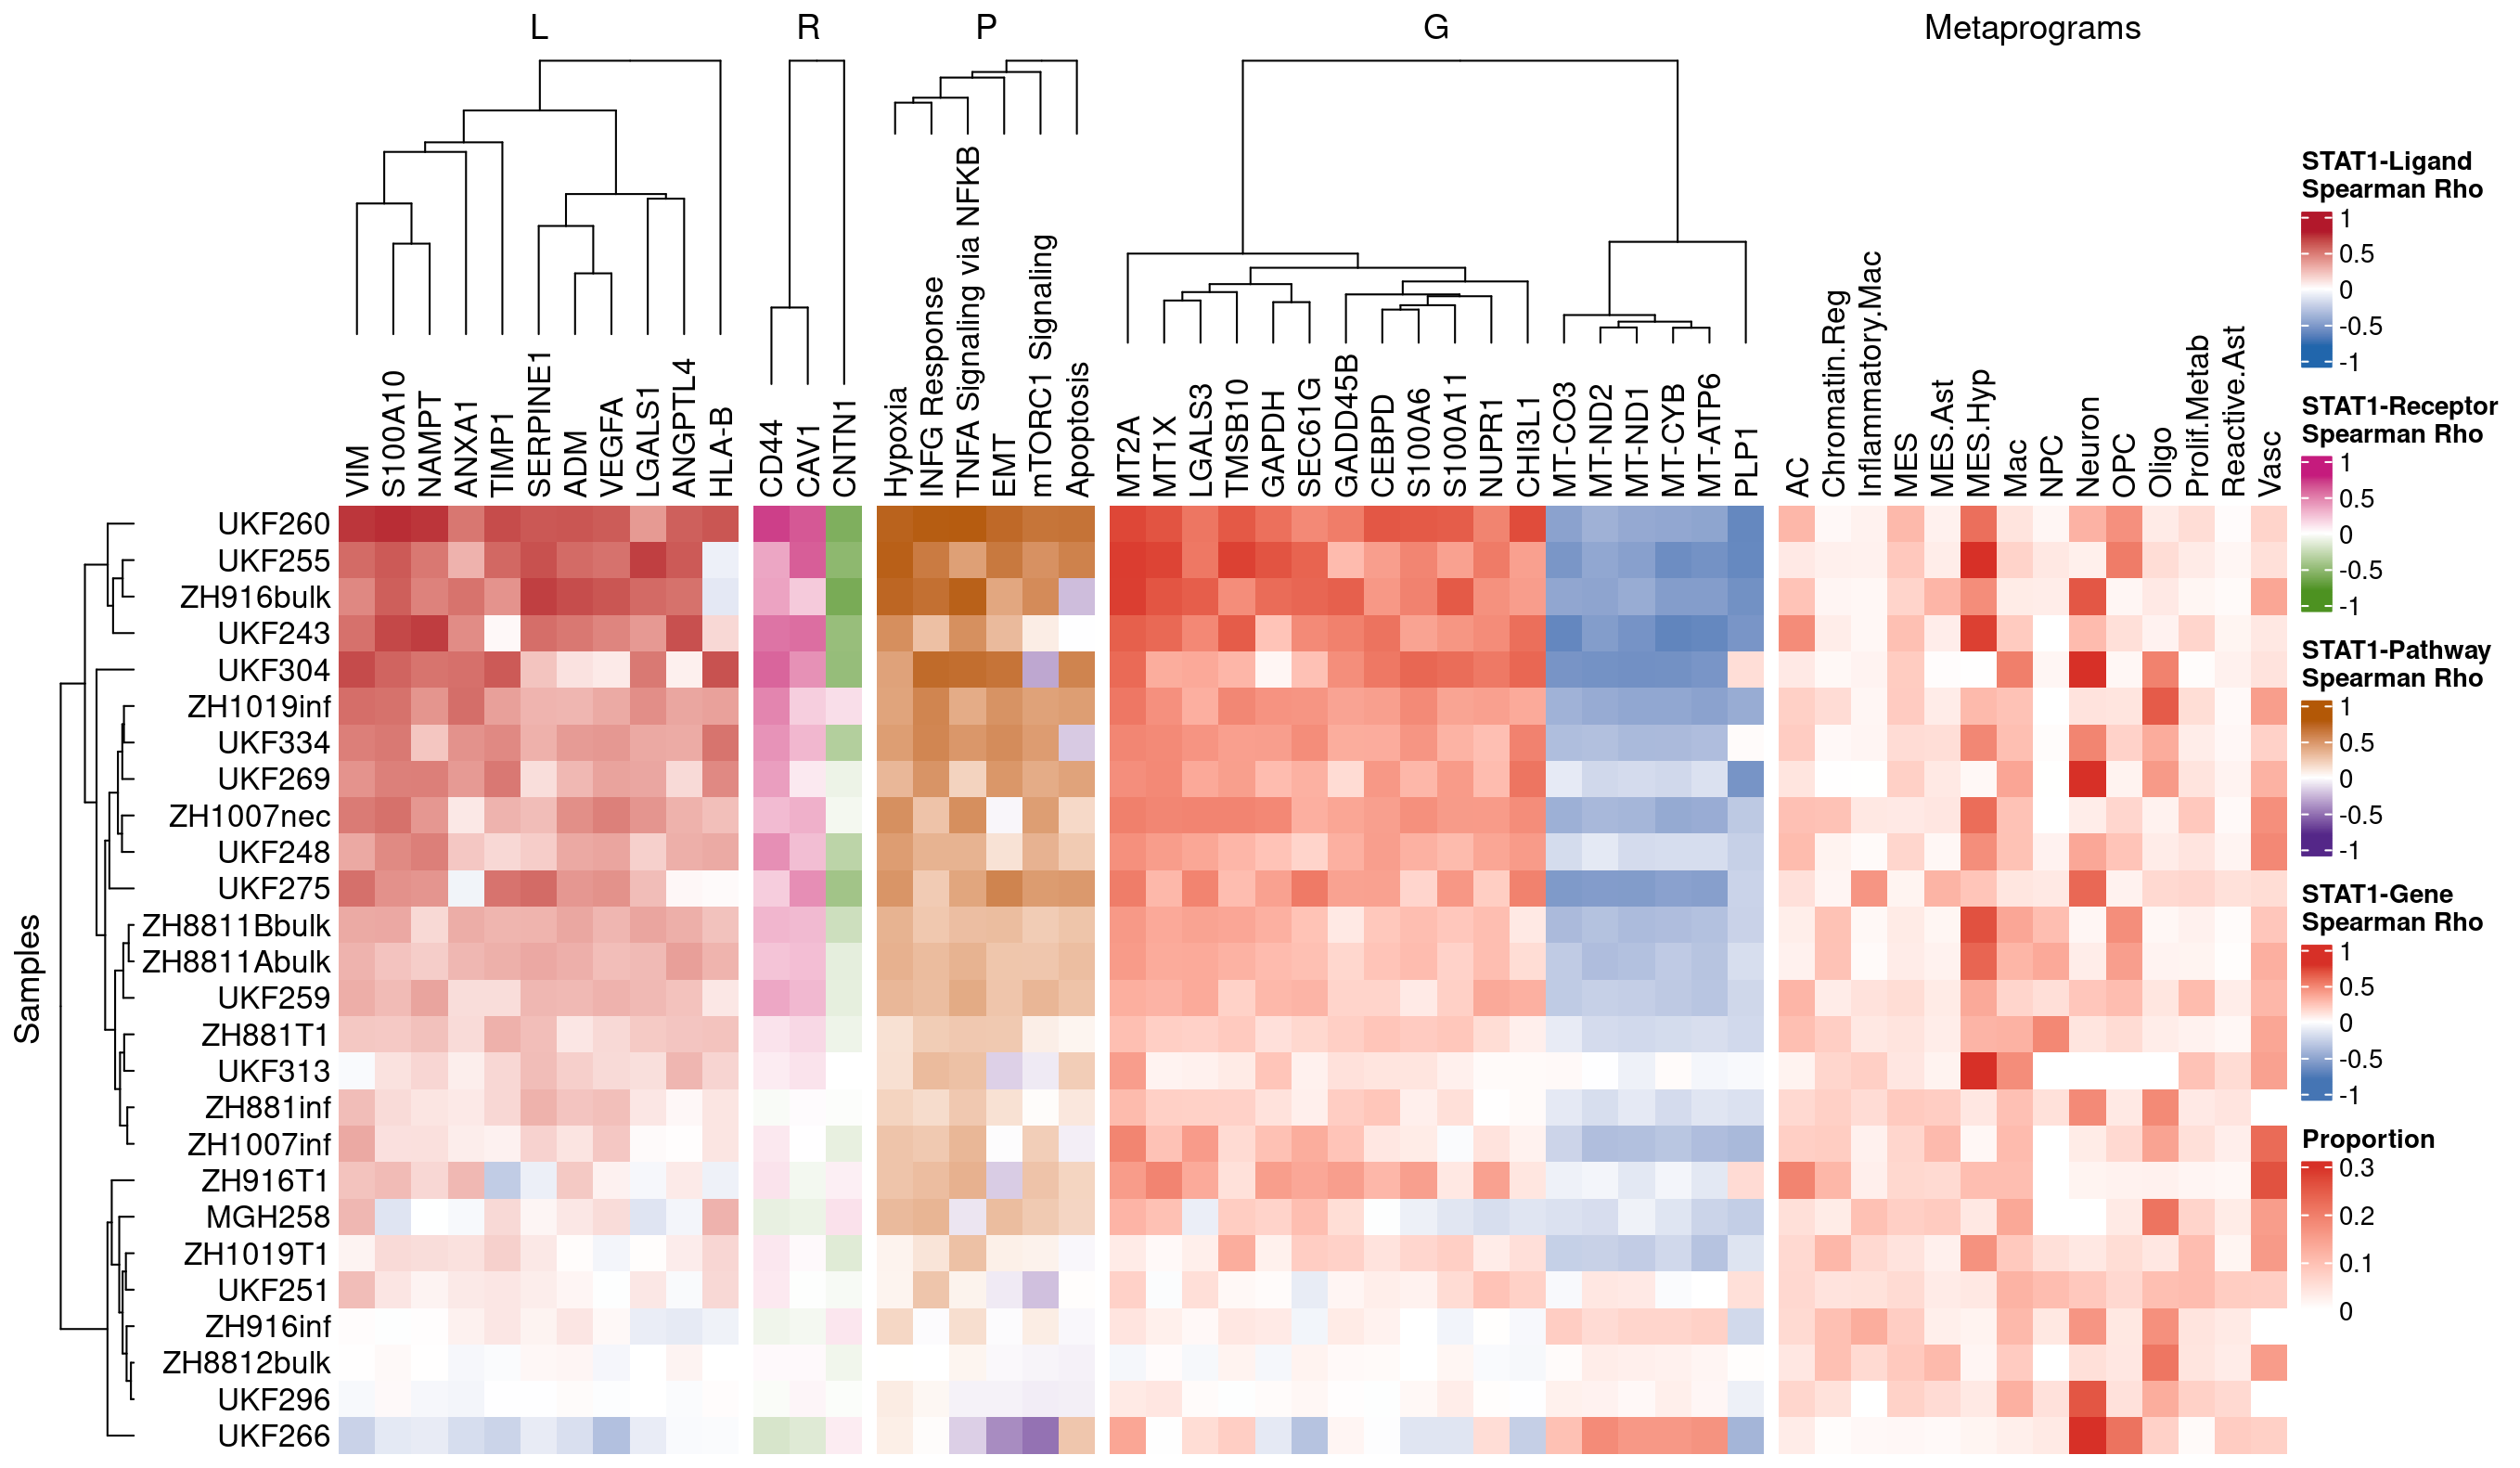 L
R
P
G
Metaprograms
VIM
S100A10
NAMPT
ANXA1
TIMP1
SERPINE1
ADM
VEGFA
LGALS1
ANGPTL4
HLA-B
CD44
CAV1
CNTN1
Hypoxia
INFG Response
TNFA Signaling via NFKB
EMT
mTORC1 Signaling
Apoptosis
MT2A
MT1X
LGALS3
TMSB10
GAPDH
SEC61G
GADD45B
CEBPD
S100A6
S100A11
NUPR1
CHI3L1
MT-CO3
MT-ND2
MT-ND1
MT-CYB
MT-ATP6
PLP1
AC
Chromatin.Reg
Inflammatory.Mac
MES
MES.Ast
MES.Hyp
Mac
NPC
Neuron
OPC
Oligo
Prolif.Metab
Reactive.Ast
Vasc
Samples
UKF260
UKF255
ZH916bulk
UKF243
UKF304
ZH1019inf
UKF334
UKF269
ZH1007nec
UKF248
UKF275
ZH8811Bbulk
ZH8811Abulk
UKF259
ZH881T1
UKF313
ZH881inf
ZH1007inf
ZH916T1
MGH258
ZH1019T1
UKF251
ZH916inf
ZH8812bulk
UKF296
UKF266
STAT1-Ligand
Spearman Rho
1
0.5
0
-0.5
-1
STAT1-Receptor
Spearman Rho
1
0.5
0
-0.5
-1
STAT1-Pathway
Spearman Rho
1
0.5
0
-0.5
-1
STAT1-Gene
Spearman Rho
1
0.5
0
-0.5
-1
Proportion
0.3
0.2
0.1
0